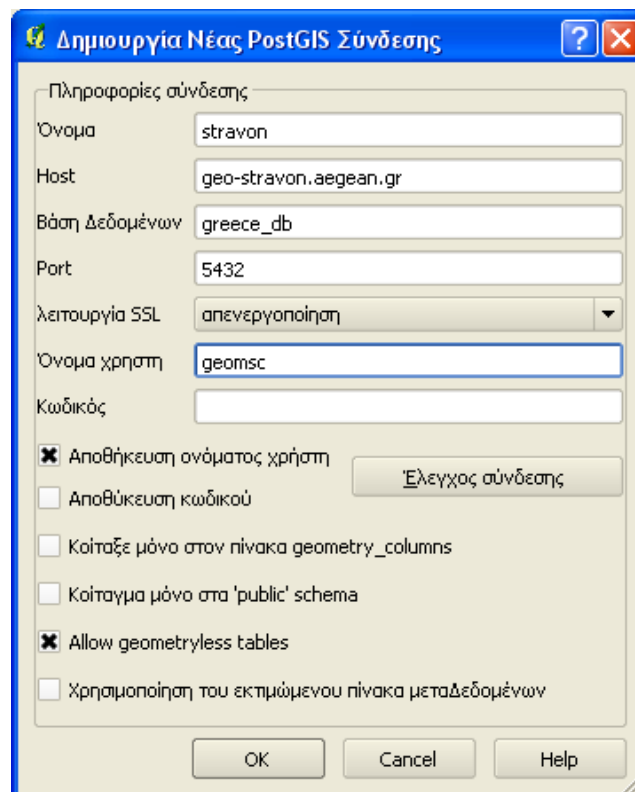 Δημιουργία Νέας PostGIS Σύνδεσης
Πληροφορίες σύνδεσης
Όνομα stravon
Host geo-stravon.aegean.gr
Βάση Δεδομένων greece_db
Port 5432
λειτουργία SSL απενεργοποίηση
Όνομα χρηστη geomsc
Κωδικός
Αποθήκευση ονόματος χρήστη
Έλεγχος σύνδεσης
Αποθύκευση κωδικού
Κοίταξε μόνο στον πίνακα geometry_columns
Κοίταγμα μόνο στα 'public' schema
Allow geometryless tables
Χρησιμοποίηση του εκτιμώμενου πίνακα μεταΔεδομένων
OK Cancel Help